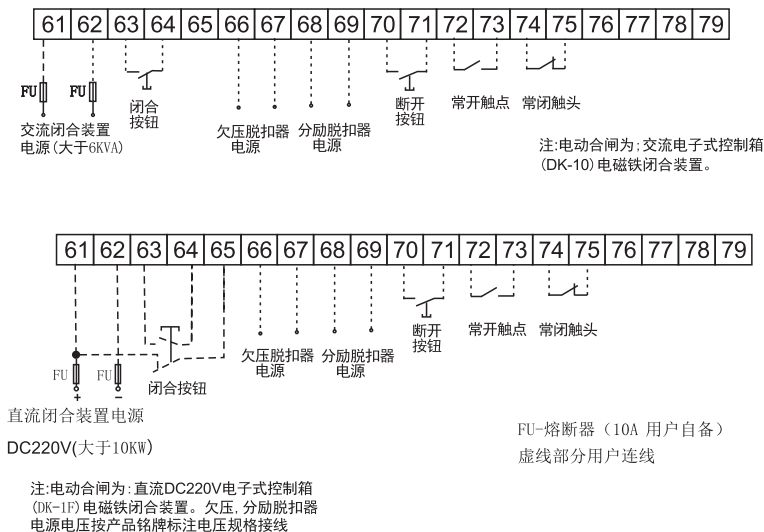 61 62 63 64 65 66 67 68 69 70 71 72 73 74 75 76 77 78 79
FU
FU
闭合
按钮
交流闭合装置
电源(大于6KVA)
欠压脱扣器
电源
分励脱扣器
电源
断开
按钮
常开触点
常闭触头
注:电动合闸为;交流电子式控制箱
(DK-10)电磁铁闭合装置。
61 62 63 64 65 66 67 68 69 70 71 72 73 74 75 76 77 78 79
FU
FU
+
−
闭合按钮
欠压脱扣器
电源
分励脱扣器
电源
断开
按钮
常开触点
常闭触头
直流闭合装置电源
DC220V(大于10KW)
FU-熔断器（10A 用户自备）
虚线部分用户连线
注:电动合闸为:直流DC220V电子式控制箱
(DK-1F)电磁铁闭合装置。欠压,分励脱扣器
电源电压按产品铭牌标注电压规格接线